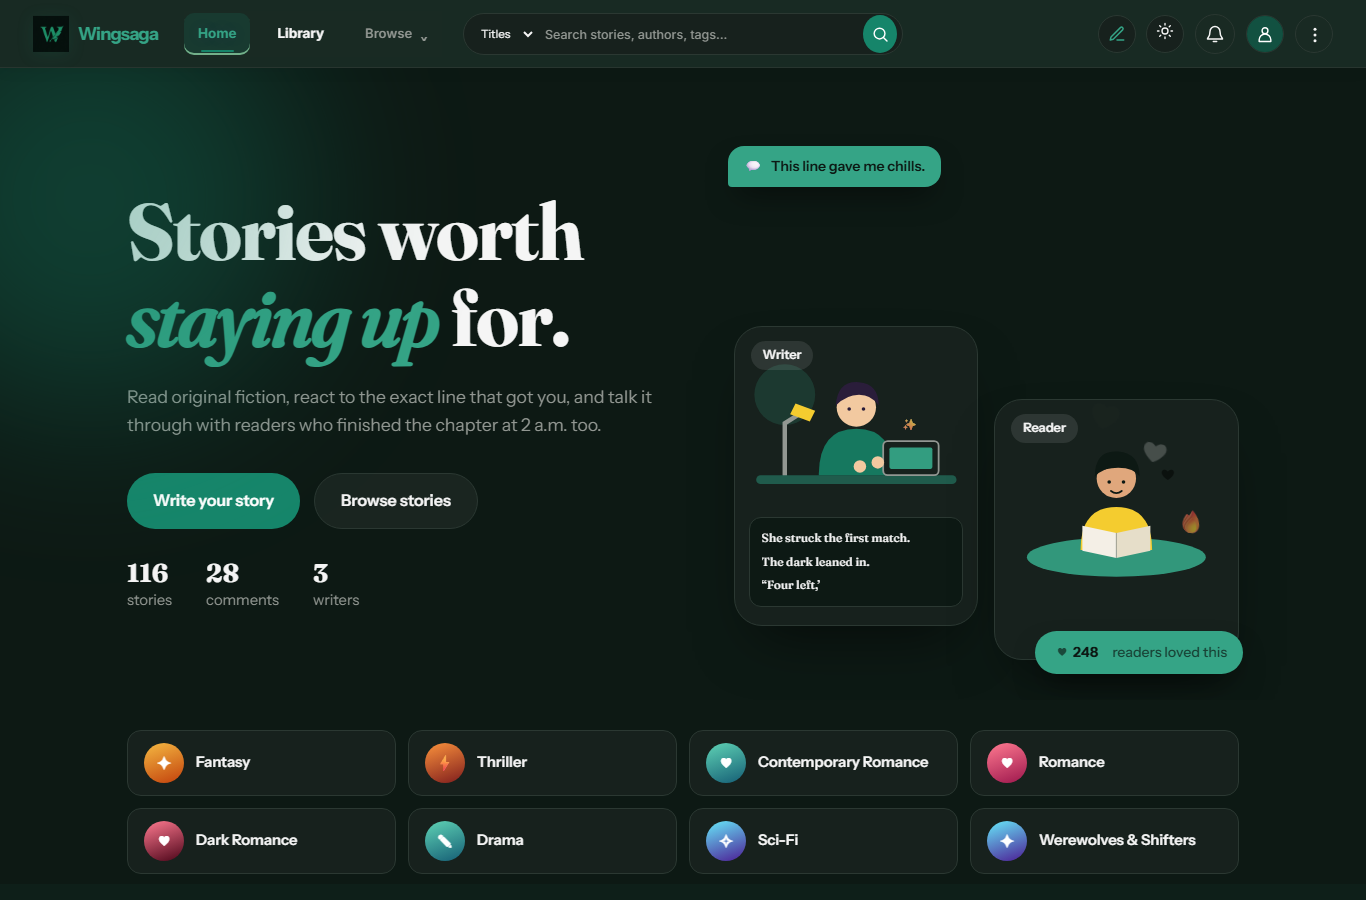 W Wingsaga Home Library Browse Titles Search stories, authors, tags...
This line gave me chills.
Stories worth
staying up for.
Read original fiction, react to the exact line that got you, and talk it
through with readers who finished the chapter at 2 a.m. too.
Write your story Browse stories
116 28 3
stories comments writers
Writer
She struck the first match.
The dark leaned in.
“Four left,’
Reader
248 readers loved this
Fantasy Thriller Contemporary Romance Romance
Dark Romance Drama Sci-Fi Werewolves & Shifters